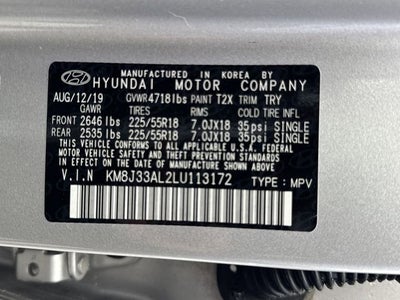 MANUFACTURED IN KOREA BY
HYUNDAI MOTOR COMPANY
AUG/12/19 GVWR4718lbs PAINT T2X TRIM TRY
GAWR TIRES RIMS COLD TIRE INFL
FRONT 2646lbs 225/55R18 7.0JX18 35psi SINGLE
REAR 2535lbs 225/55R18 7.0JX18 35psi SINGLE
THIS VEHICLE CONFORMS TO ALL APPLICABLE U.S.A. FEDERAL
MOTOR VEHICLE SAFETY, BUMPER, AND THEFT PREVENTION
STANDARDS IN EFFECT ON THE DATE OF MANUFACTURE SHOWN ABOVE
V.I.N KM8J33AL2LU113172 TYPE:MPV